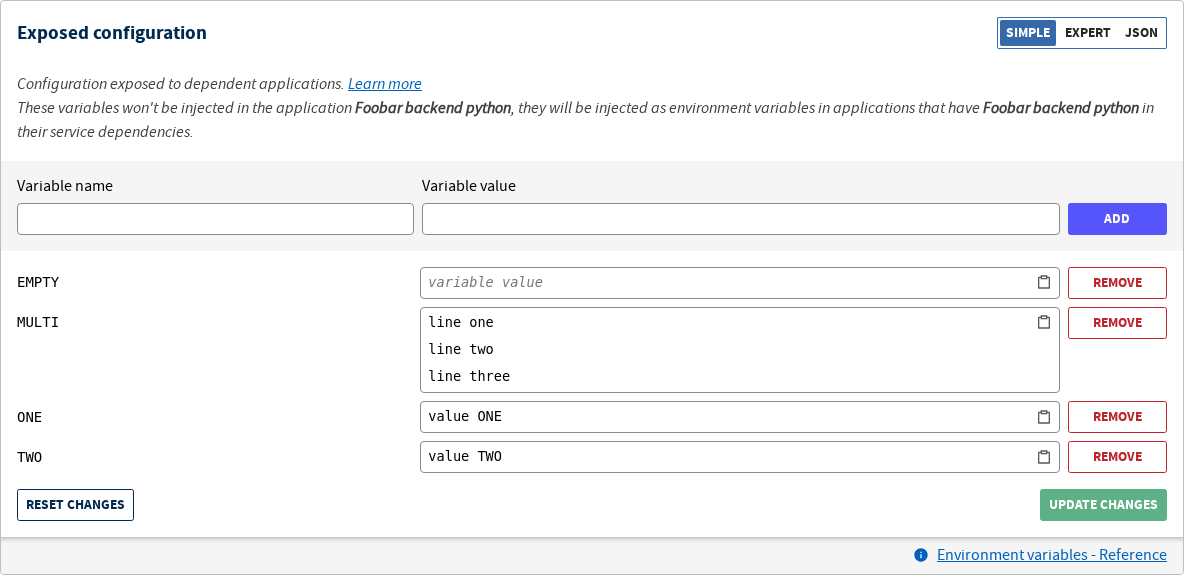 Exposed configuration
SIMPLE EXPERT JSON
Configuration exposed to dependent applications. Learn more
These variables won't be injected in the application Foobar backend python, they will be injected as environment variables in applications that have Foobar backend python in
their service dependencies.
Variable name Variable value
ADD
EMPTY variable value REMOVE
MULTI line one REMOVE
line two
line three
ONE value ONE REMOVE
TWO value TWO REMOVE
RESET CHANGES UPDATE CHANGES
Environment variables - Reference